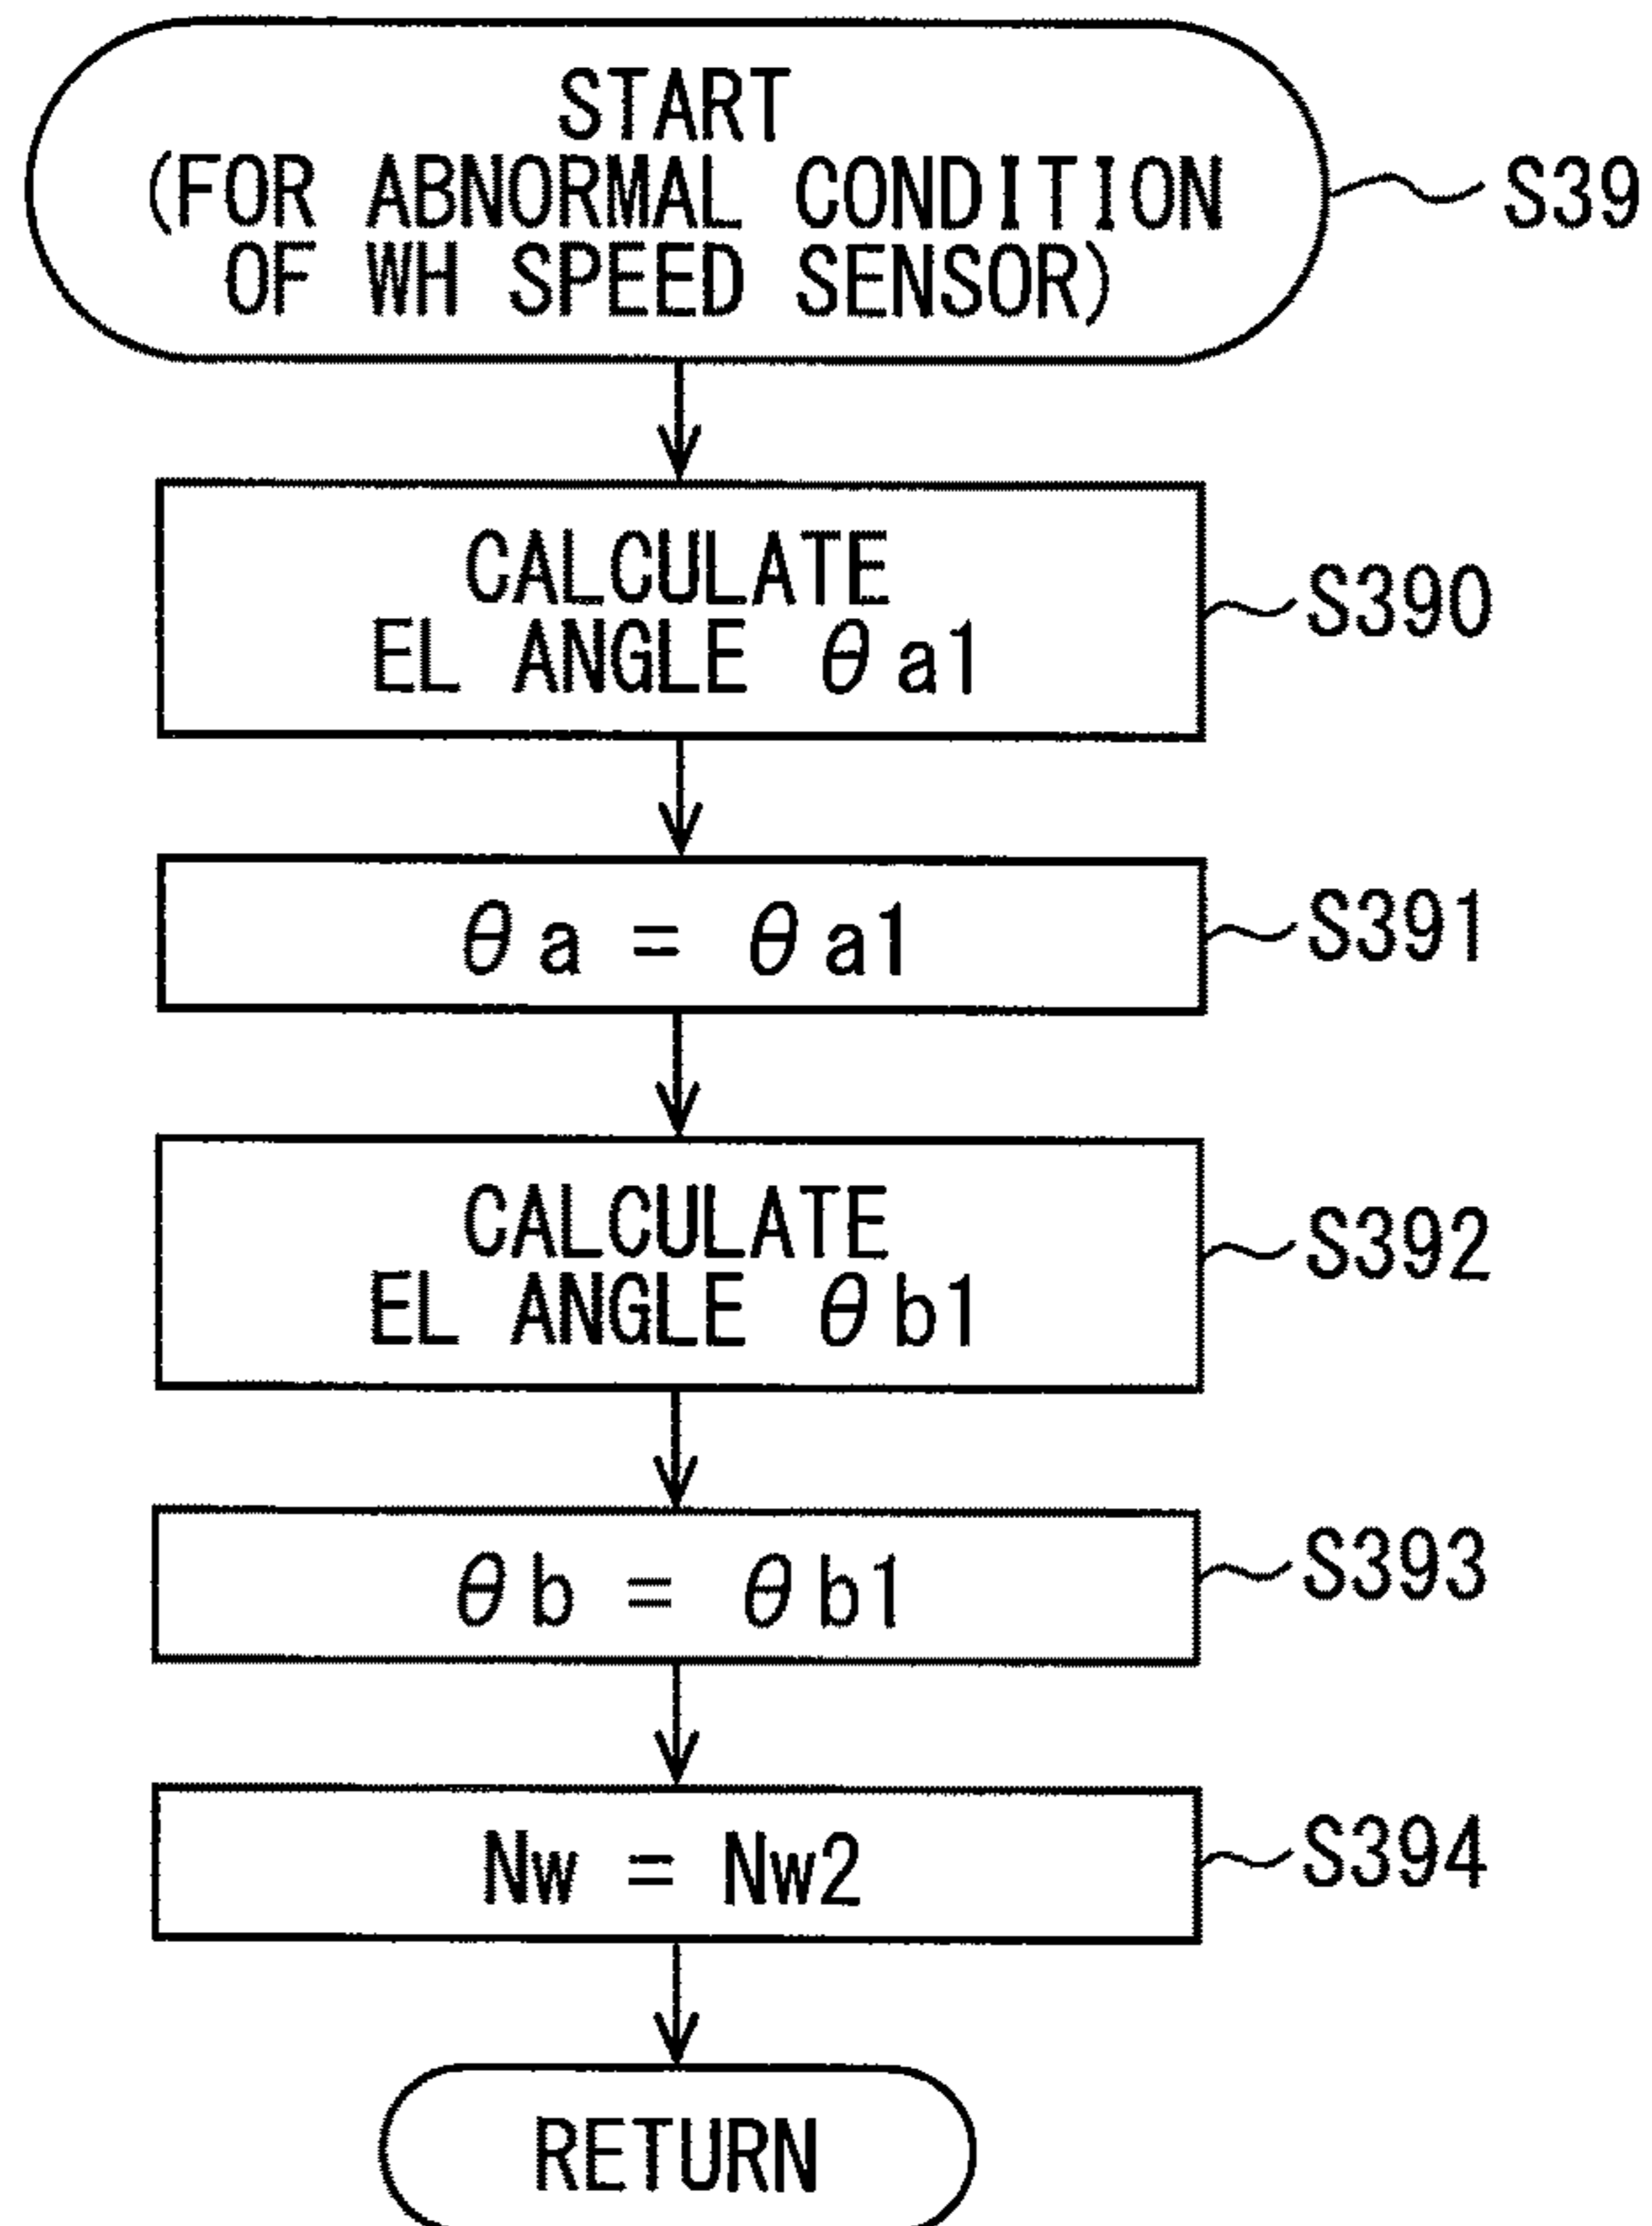 START
(FOR ABNORMAL CONDITION
OF WH SPEED SENSOR)
S39
CALCULATE
EL ANGLE θa1
S390
θa = θa1
S391
CALCULATE
EL ANGLE θb1
S392
θb = θb1
S393
Nw = Nw2
S394
RETURN